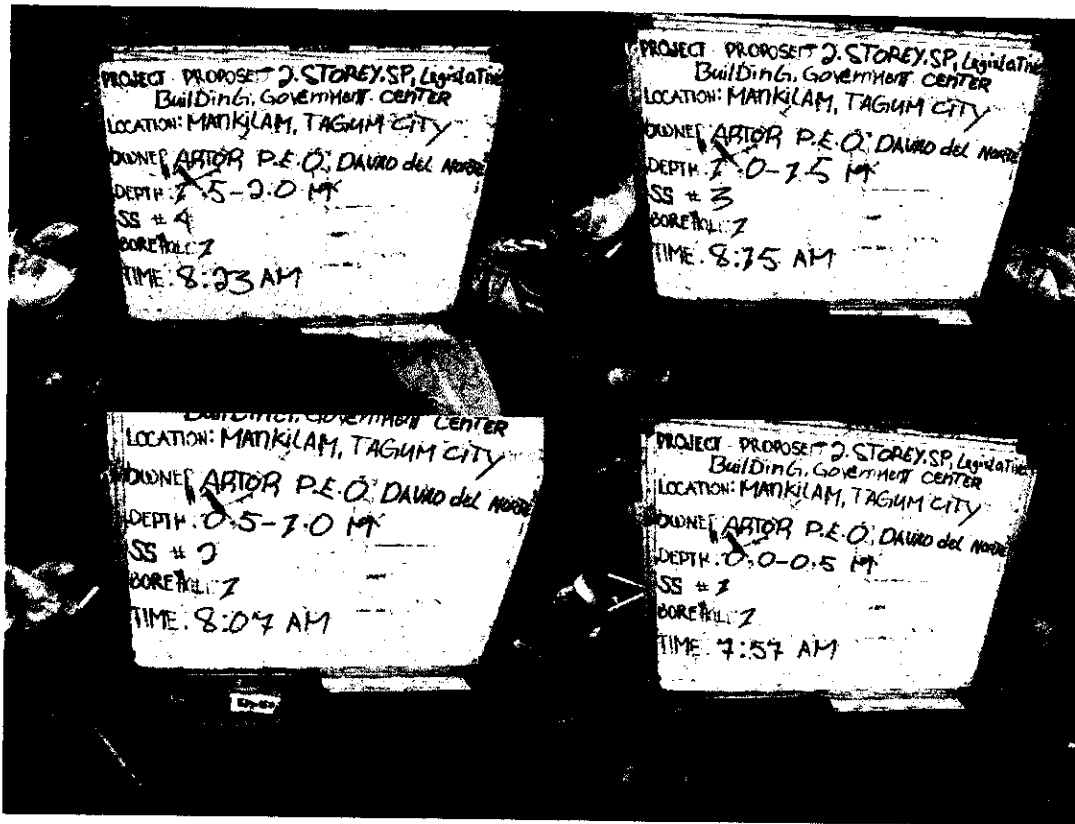 PROJECT. PROPOSED 2. STOREY. SP, Legislative
BuilDinG. GovernMenT CENTER
LOCATION: MANKiLAM, TAGUM CiTY
OWNER ARTOR P.E.O. DAVAO del NORTE
DEPTH. 1.5-2.0 M
SS # 4
BOREHOLE: 1
TIME. 8:23 AM
PROJECT. PROPOSED 2. STOREY. SP, Legislative
BuilDinG. GovernMenT CENTER
LOCATION: MANKiLAM, TAGUM CiTY
OWNER ARTOR P.E.O. DAVAO del NORTE
DEPTH. 1.0-1.5 M
SS # 3
BOREHOLE: 1
TIME. 8:15 AM
BuilDinG. GovernMenT CENTER
LOCATION: MANKiLAM, TAGUM CiTY
OWNER ARTOR P.E.O. DAVAO del NORTE
DEPTH. 0.5-1.0 M
SS # 2
BOREHOLE: 1
TIME. 8:07 AM
PROJECT. PROPOSED 2. STOREY. SP, Legislative
BuilDinG. GovernMenT CENTER
LOCATION: MANKiLAM, TAGUM CiTY
OWNER ARTOR P.E.O. DAVAO del NORTE
DEPTH. 0.0-0.5 M
SS # 1
BOREHOLE: 1
TIME. 7:57 AM